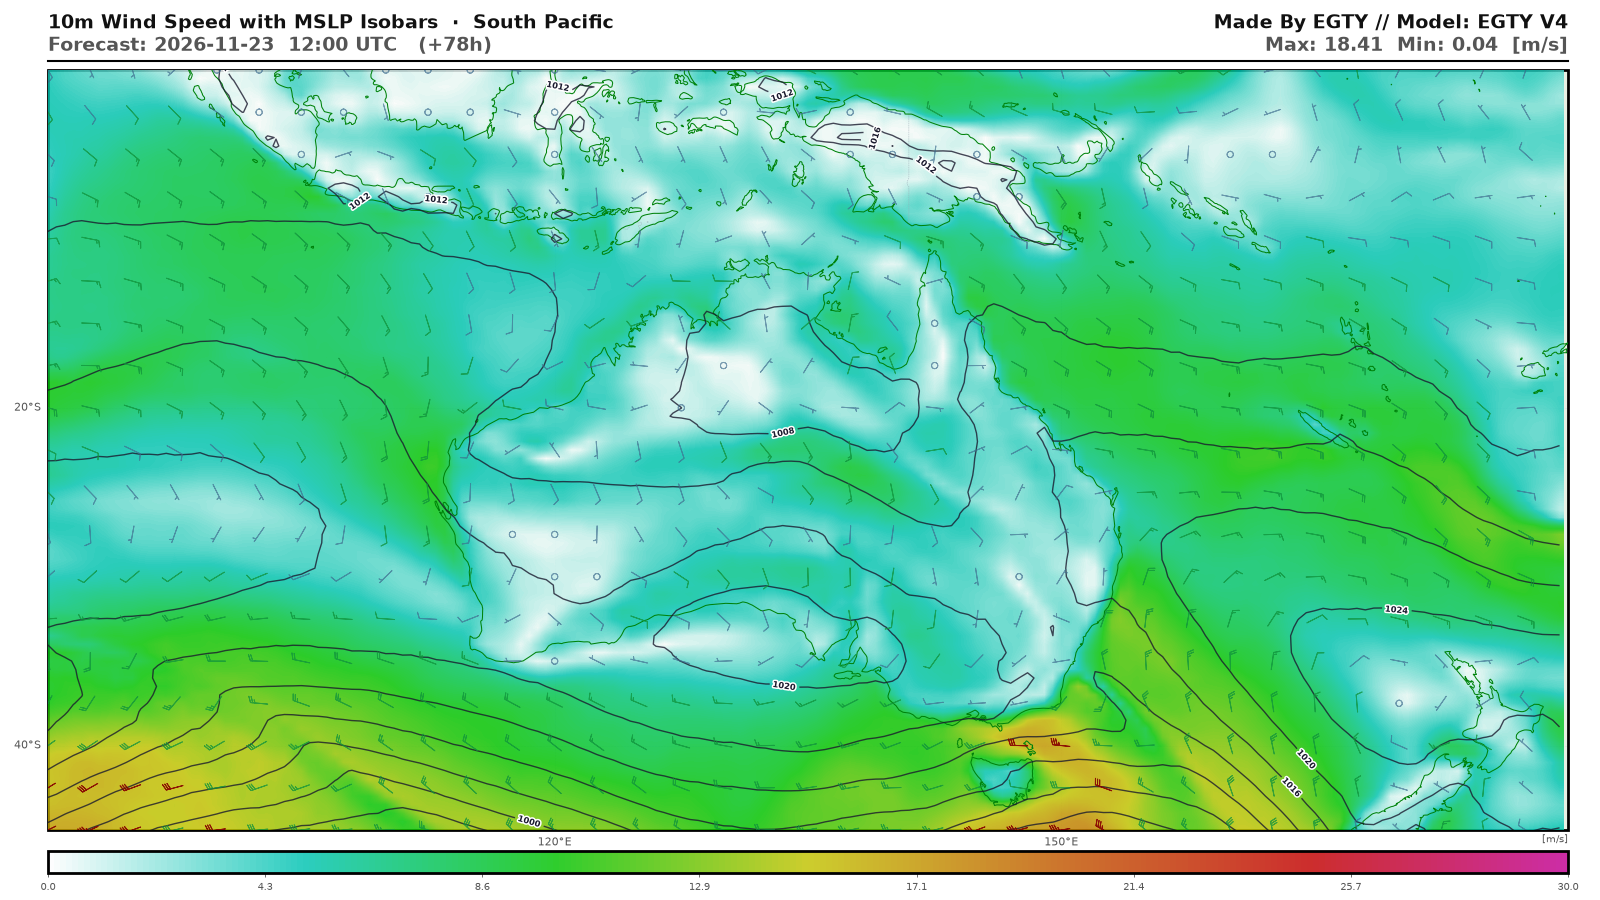 10m Wind Speed with MSLP Isobars · South Pacific
Made By EGTY // Model: EGTY V4
Forecast: 2026-11-23 12:00 UTC (+78h)
Max: 18.41 Min: 0.04 [m/s]
1012
1012
1016
1012
1012
1012
20°S
1008
1024
1020
40°S
1020
1016
1000
120°E
150°E
[m/s]
0.0 4.3 8.6 12.9 17.1 21.4 25.7 30.0